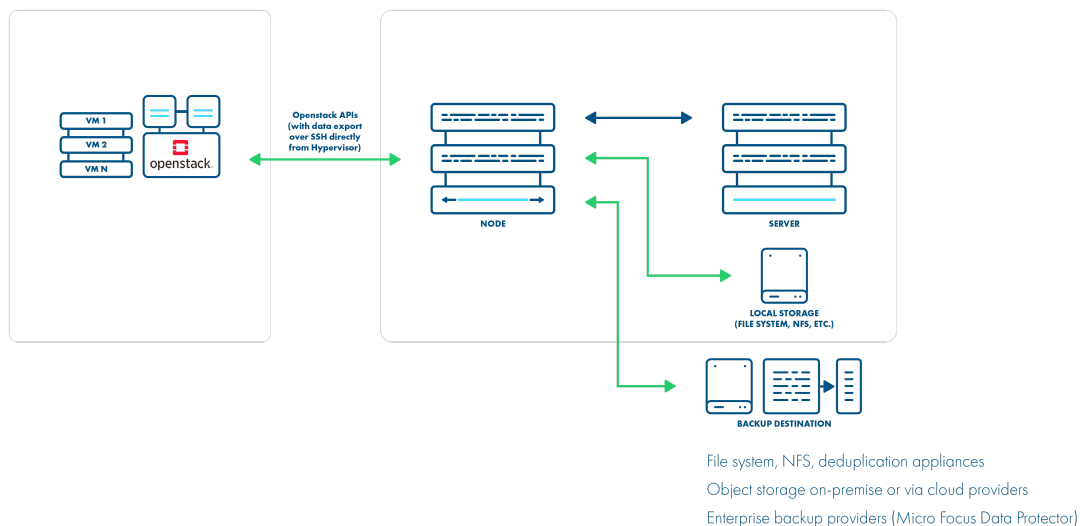 VM 1
VM 2
VM N
openstack.
Openstack APIs
(with data export
over SSH directly
from Hypervisor)
NODE
SERVER
LOCAL STORAGE
(FILE SYSTEM, NFS, ETC.)
BACKUP DESTINATION
File system, NFS, deduplication appliances
Object storage on-premise or via cloud providers
Enterprise backup providers (Micro Focus Data Protector)